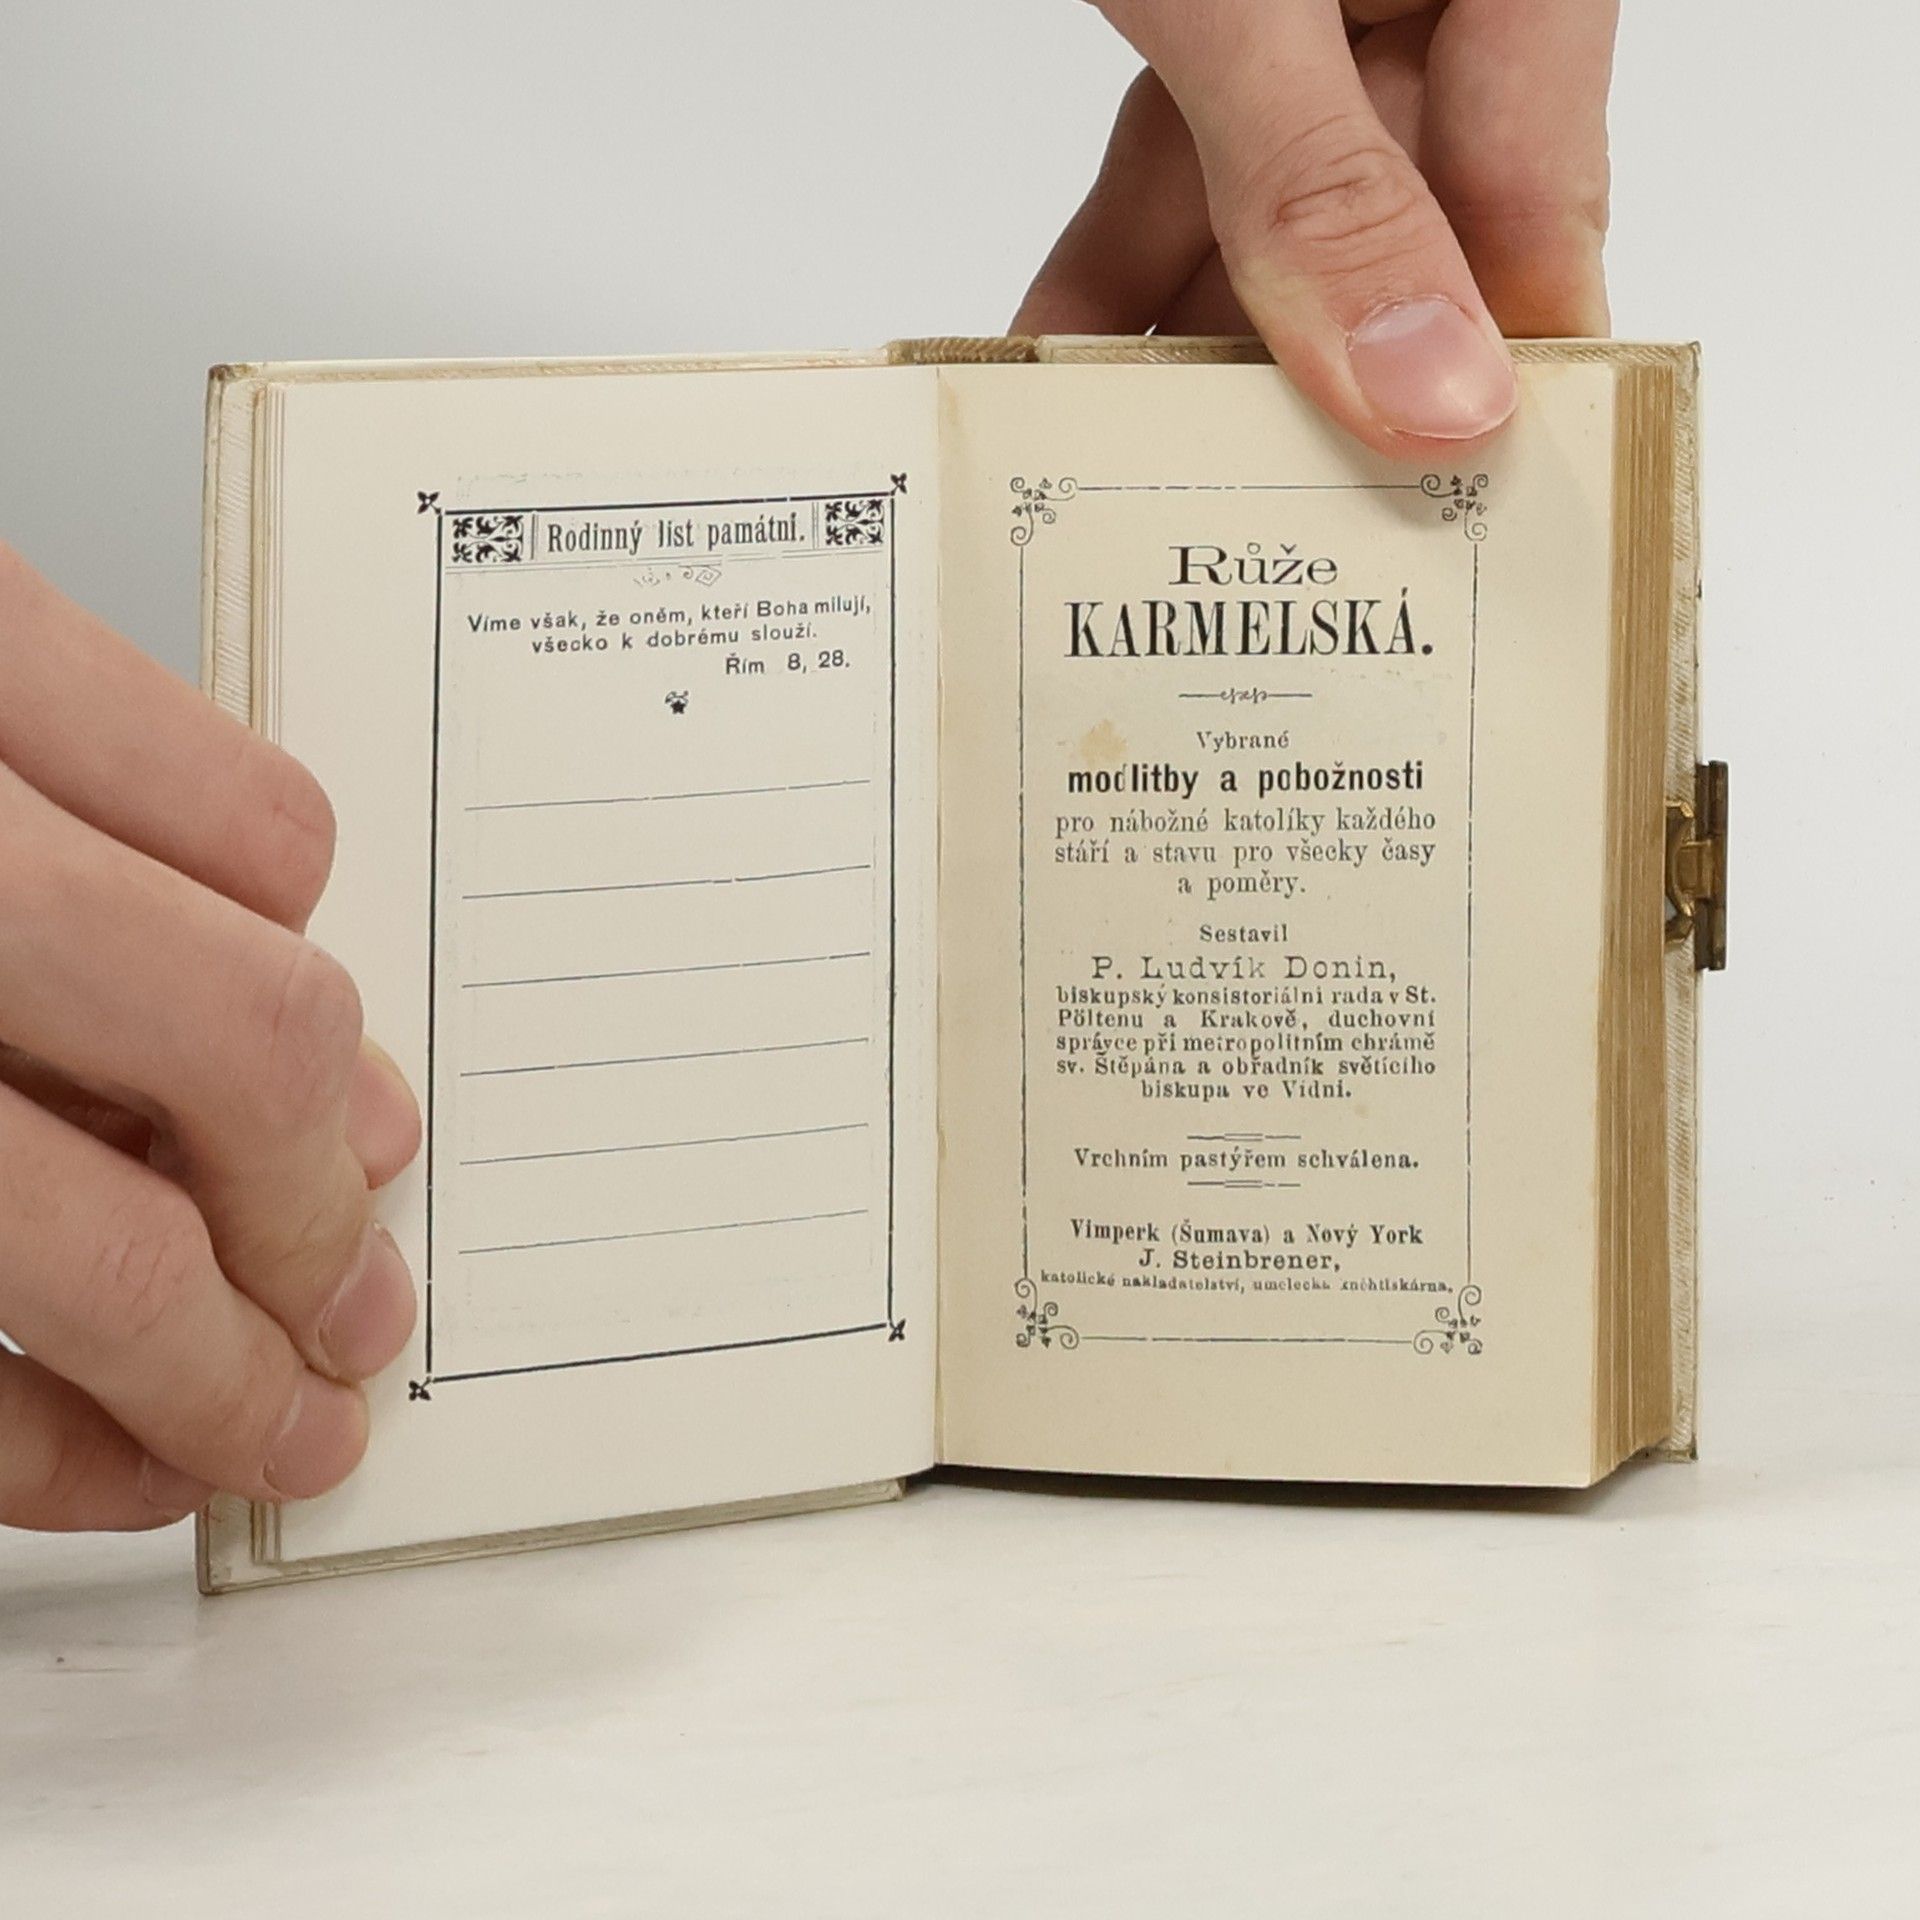 Rodinný list památní.
Víme však, že oněm, kteří Boha milují,
všecko k dobrému slouží.
Řím 8, 28.
Růže
KARMELSKÁ.
Vybrané
modlitby a pobožnosti
pro nábožné katolíky každého
stáří a stavu pro všecky časy
a poměry.
Sestavil
P. Ludvík Donin,
biskupský konsistoriální rada v St.
Pöltenu a Krakově, duchovní
správce při metropolitním chrámě
sv. Štěpána a obřadník světícího
biskupa ve Vídni.
Vrchním pastýřem schválena.
Vimperk (Šumava) a Nový York
J. Steinbrener,
katolické nakladatelství, umělecká knihtiskárna.